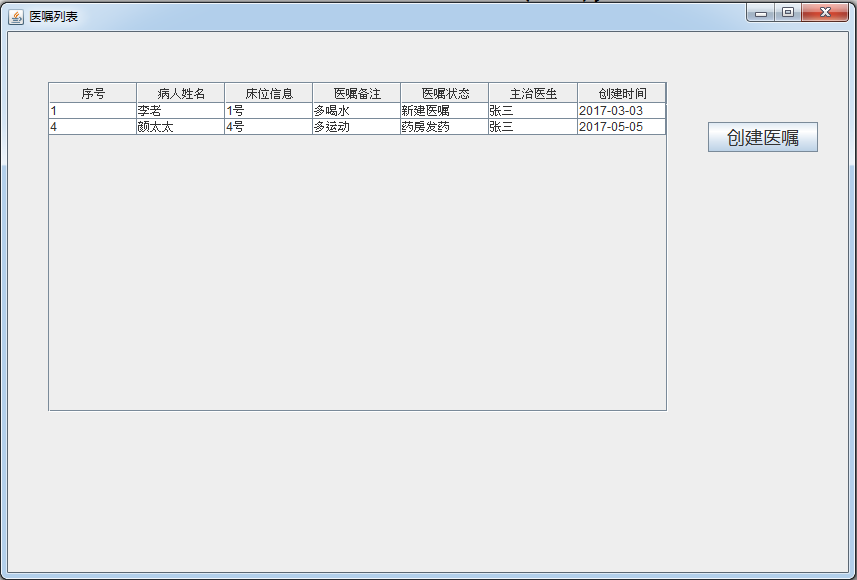 医嘱列表
序号 病人姓名 床位信息 医嘱备注 医嘱状态 主治医生 创建时间
1 李老 1号 多喝水 新建医嘱 张三 2017-03-03
4 颜太太 4号 多运动 药房发药 张三 2017-05-05
创建医嘱